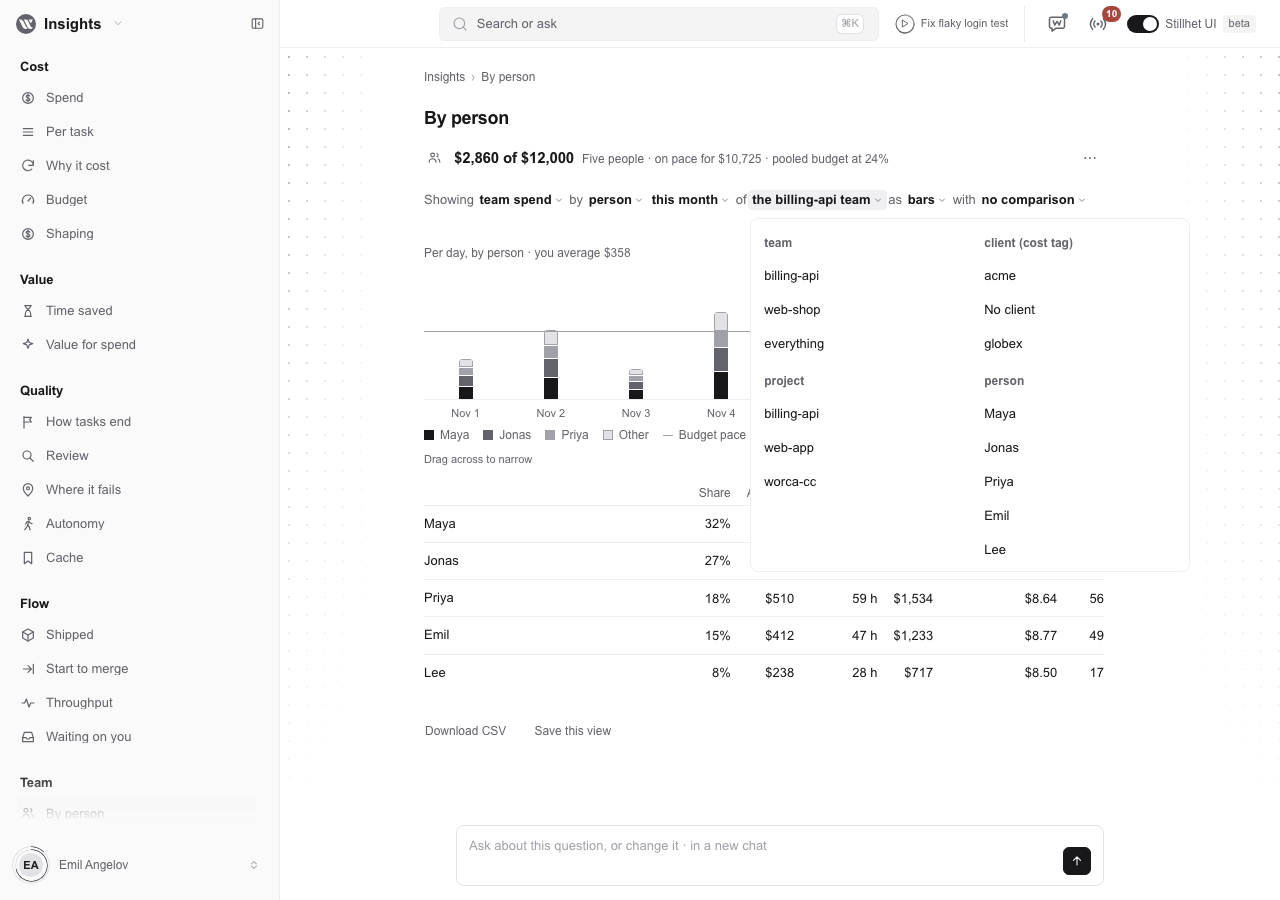 Insights
Search or ask
⌘K
Fix flaky login test
10
Stillhet UI
beta
Cost
Spend
Per task
Why it cost
Budget
Shaping
Value
Time saved
Value for spend
Quality
How tasks end
Review
Where it fails
Autonomy
Cache
Flow
Shipped
Start to merge
Throughput
Waiting on you
Team
By person
EA
Emil Angelov
Insights › By person
By person
$2,860 of $12,000 Five people · on pace for $10,725 · pooled budget at 24%
Showing team spend by person this month of the billing-api team as bars with no comparison
Per day, by person · you average $358
Nov 1 Nov 2 Nov 3 Nov 4
Maya Jonas Priya Other Budget pace
Drag across to narrow
team
billing-api
web-shop
everything
project
billing-api
web-app
worca-cc
client (cost tag)
acme
No client
globex
person
Maya
Jonas
Priya
Emil
Lee
Share
Maya 32%
Jonas 27%
Priya 18% $510 59 h $1,534 $8.64 56
Emil 15% $412 47 h $1,233 $8.77 49
Lee 8% $238 28 h $717 $8.50 17
Download CSV Save this view
Ask about this question, or change it · in a new chat